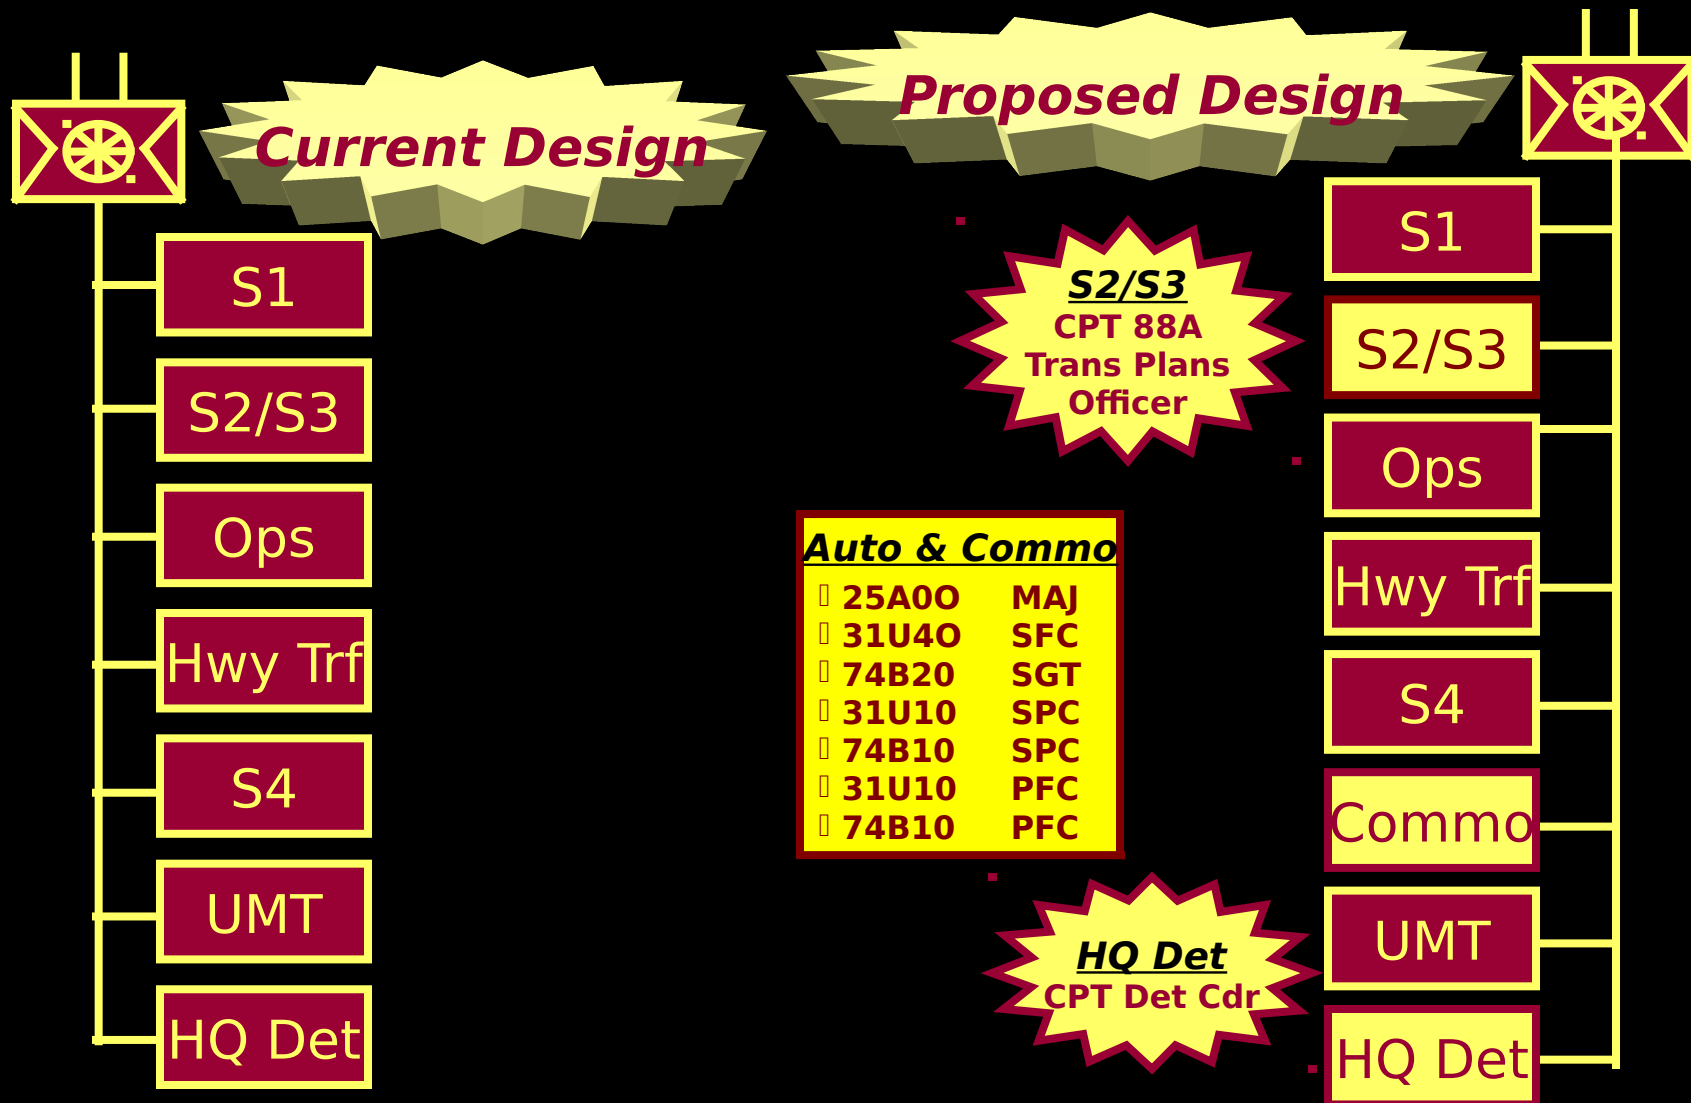 Current Design
S1
S2/S3
Ops
Hwy Trf
S4
UMT
HQ Det
Proposed Design
S2/S3
CPT 88A
Trans Plans
Officer
Auto & Commo
25A0O MAJ
31U4O SFC
74B20 SGT
31U10 SPC
74B10 SPC
31U10 PFC
74B10 PFC
HQ Det
CPT Det Cdr
S1
S2/S3
Ops
Hwy Trf
S4
Commo
UMT
HQ Det